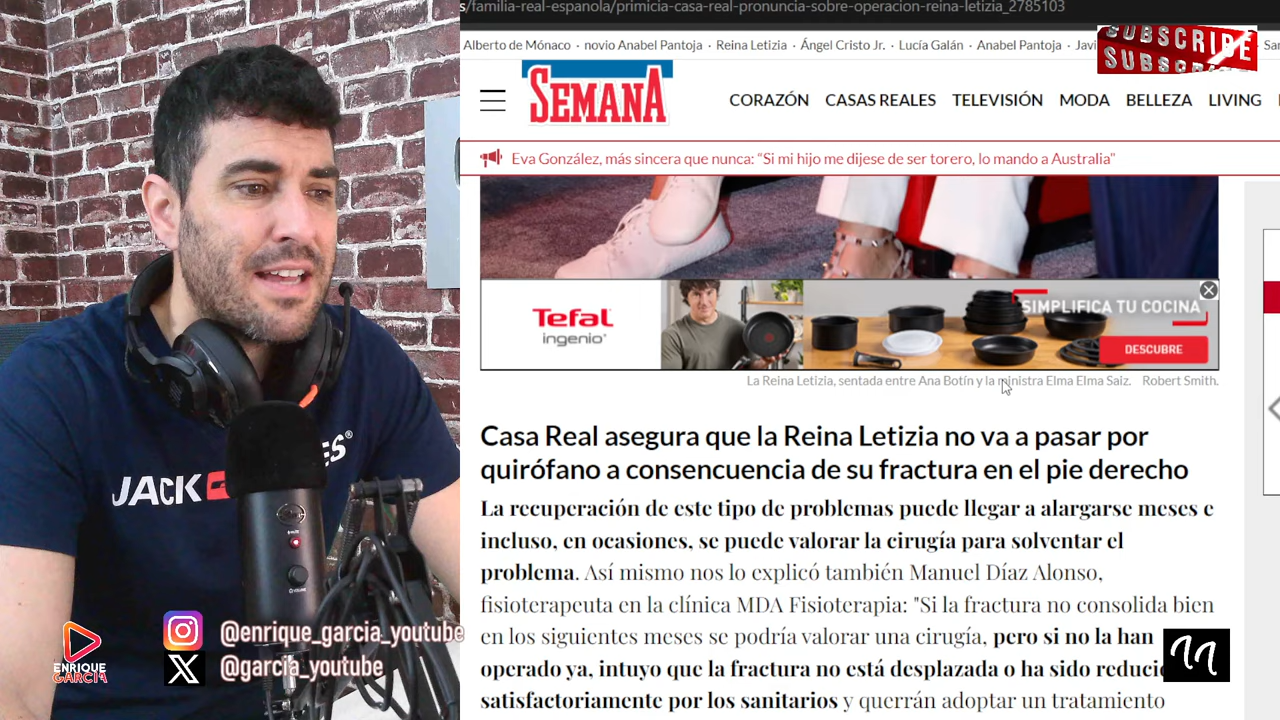 /familia-real-espanola/primicia-casa-real-pronuncia-sobre-operacion-reina-letizia_2785103
Alberto de Mónaco · novio Anabel Pantoja · Reina Letizia · Ángel Cristo Jr. · Lucía Galán · Anabel Pantoja · Javi
SUBSCRIBE
SEMANA
CORAZÓN CASAS REALES TELEVISIÓN MODA BELLEZA LIVING
Eva González, más sincera que nunca: “Si mi hijo me dijese de ser torero, lo mando a Australia"
Tefal
ingenio
SIMPLIFICA TU COCINA
DESCUBRE
La Reina Letizia, sentada entre Ana Botín y la ministra Elma Elma Saiz. Robert Smith.
Casa Real asegura que la Reina Letizia no va a pasar por
quirófano a consencuencia de su fractura en el pie derecho
La recuperación de este tipo de problemas puede llegar a alargarse meses e
incluso, en ocasiones, se puede valorar la cirugía para solventar el
problema. Así mismo nos lo explicó también Manuel Díaz Alonso,
fisioterapeuta en la clínica MDA Fisioterapia: "Si la fractura no consolida bien
en los siguientes meses se podría valorar una cirugía, pero si no la han
operado ya, intuyo que la fractura no está desplazada o ha sido reduci
satisfactoriamente por los sanitarios y querrán adoptar un tratamiento
JACK
ES®
@enrique_garcia_youtube
@garcia_youtube
ENRIQUE
GARCIA